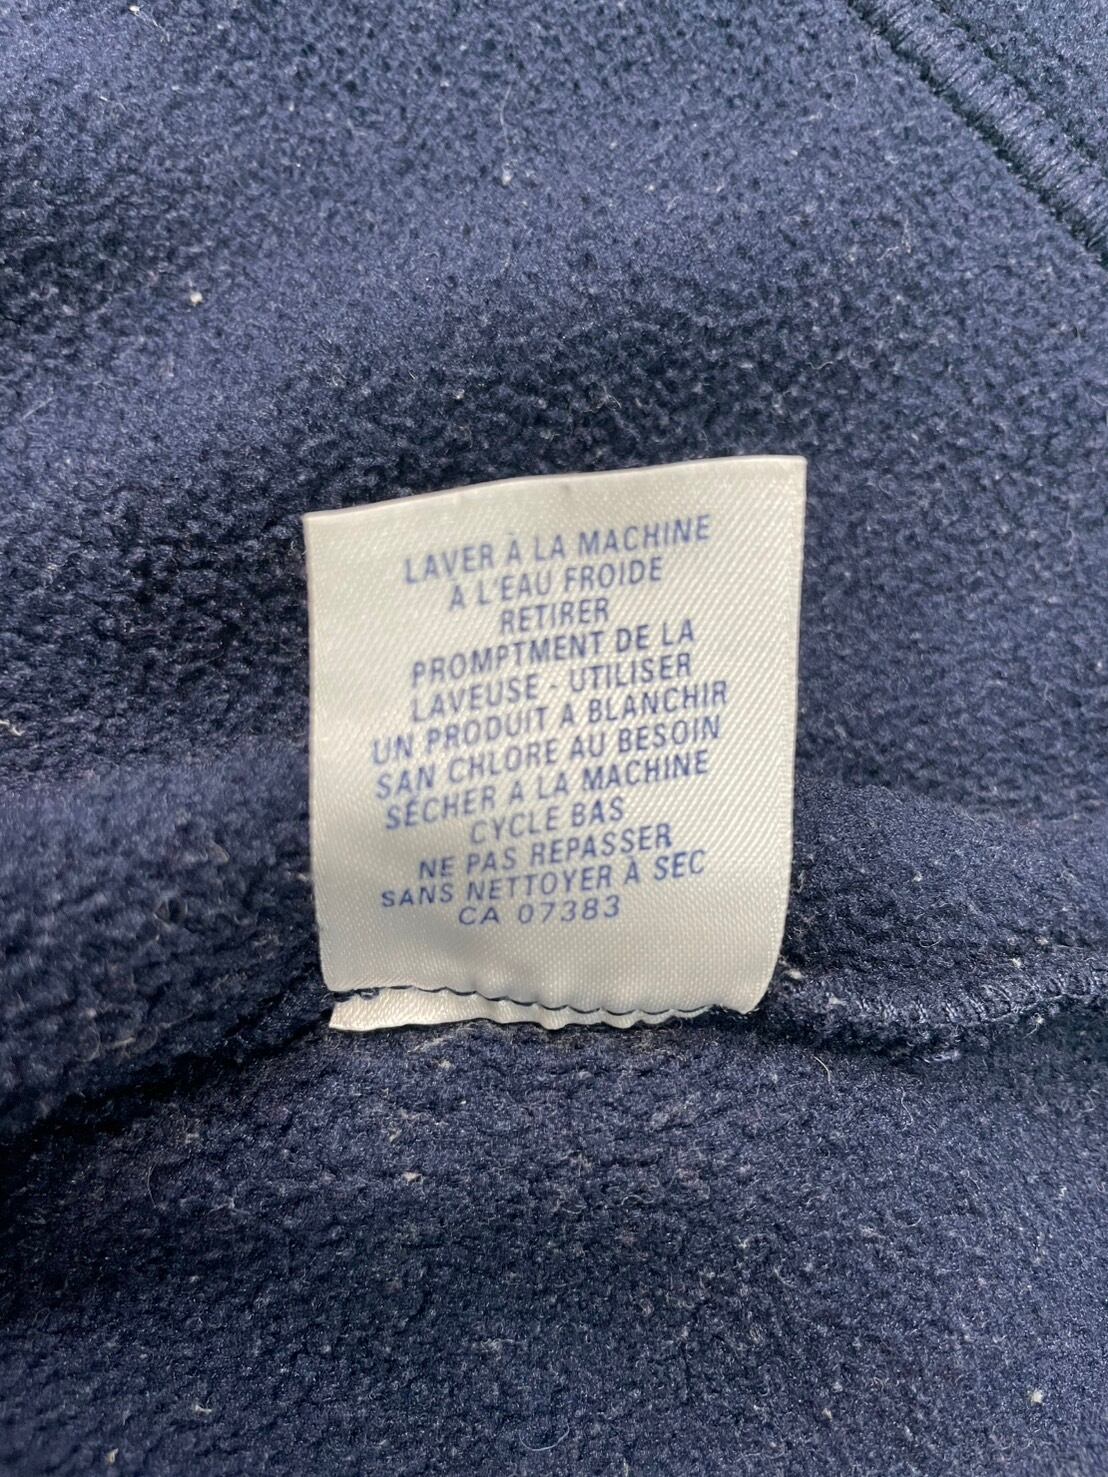 LAVER À LA MACHINE
À L'EAU FROIDE
RETIRER
PROMPTMENT DE LA
LAVEUSE - UTILISER
UN PRODUIT A BLANCHIR
SAN CHLORE AU BESOIN
SÉCHER A LA MACHINE
CYCLE BAS
NE PAS REPASSER
SANS NETTOYER À SEC
CA 07383